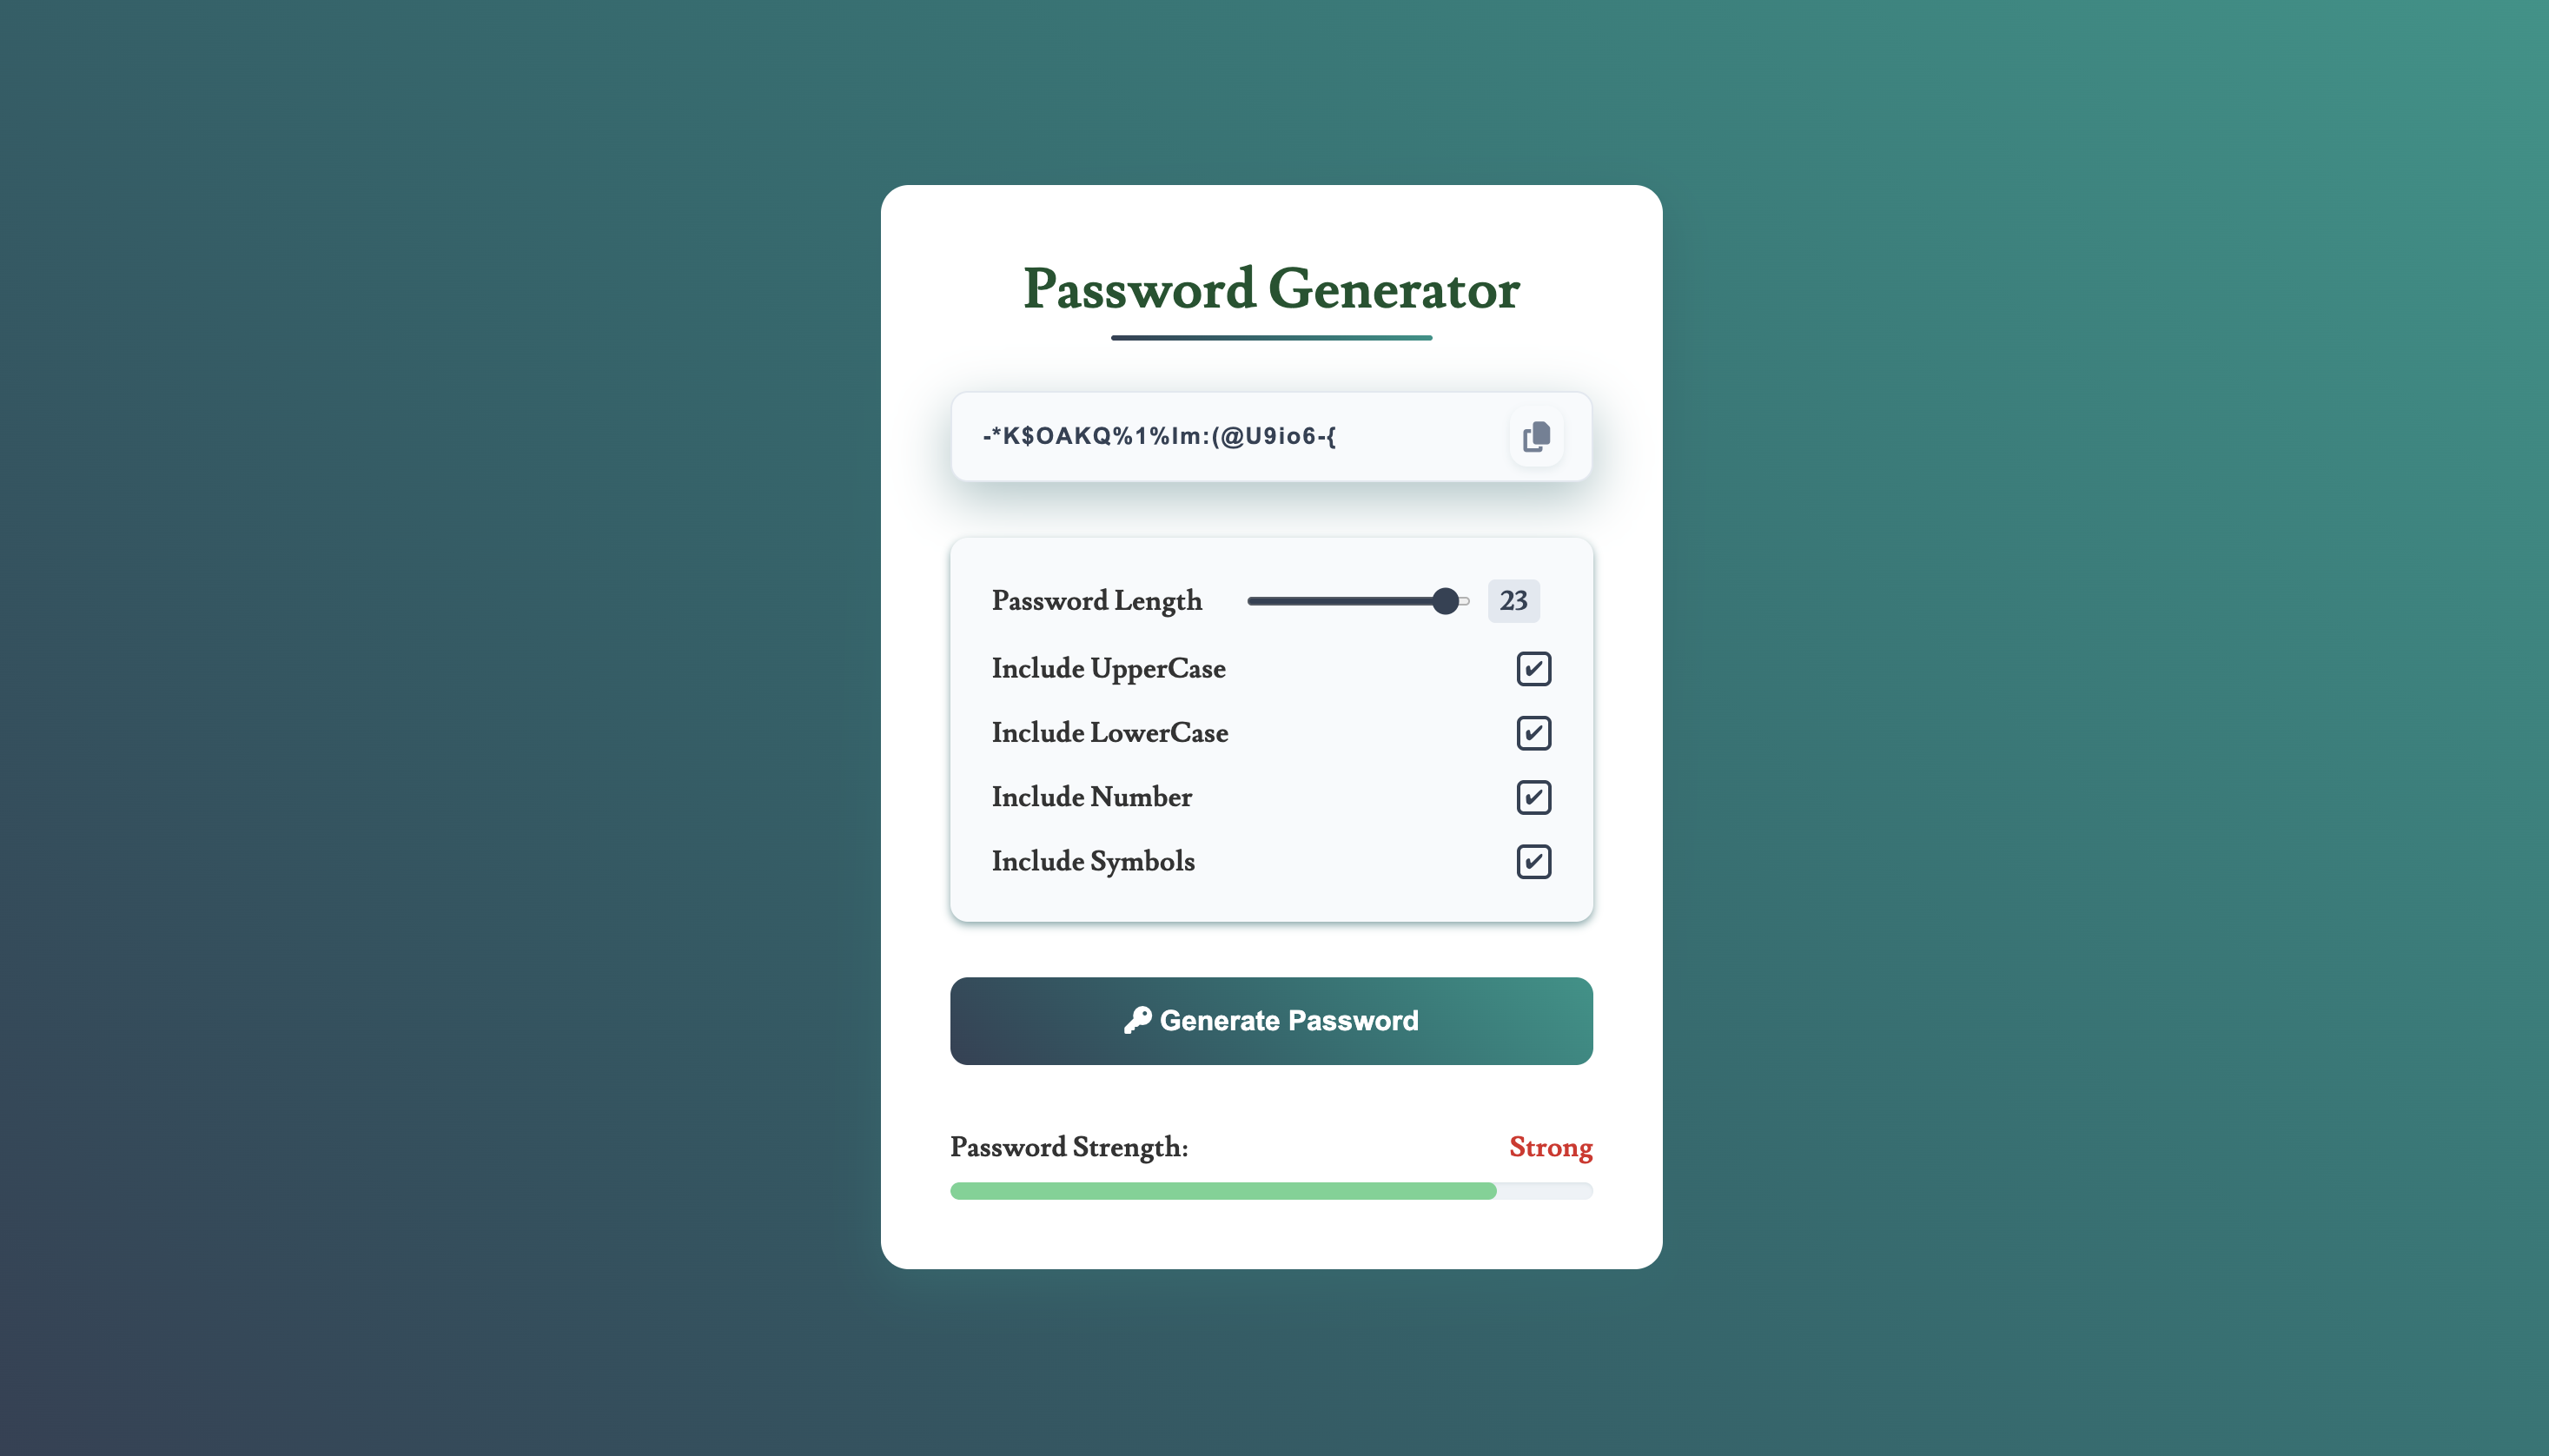 Password Generator
-*K$OAKQ%1%Im:(@U9io6-{
Password Length 23
Include UpperCase ✔
Include LowerCase ✔
Include Number ✔
Include Symbols ✔
Generate Password
Password Strength: Strong